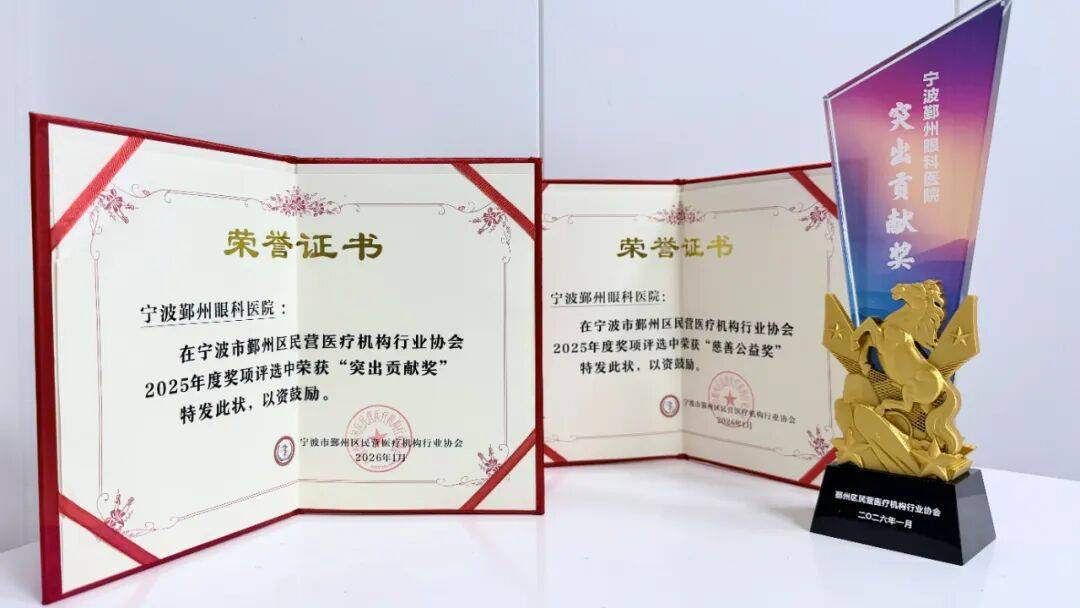 荣誉证书
宁波鄞州眼科医院：
在宁波市鄞州区民营医疗机构行业协会
2025年度奖项评选中荣获“突出贡献奖”
特发此状，以资鼓励。
宁波市鄞州区民营医疗机构行业协会
2026年1月
荣誉证书
宁波鄞州眼科医院：
在宁波市鄞州区民营医疗机构行业协会
2025年度奖项评选中荣获“慈善公益奖”
特发此状，以资鼓励。
宁波市鄞州区民营医疗机构行业协会
2026年1月
宁波鄞州眼科医院
突出贡献奖
鄞州区民营医疗机构行业协会
二〇二六年一月